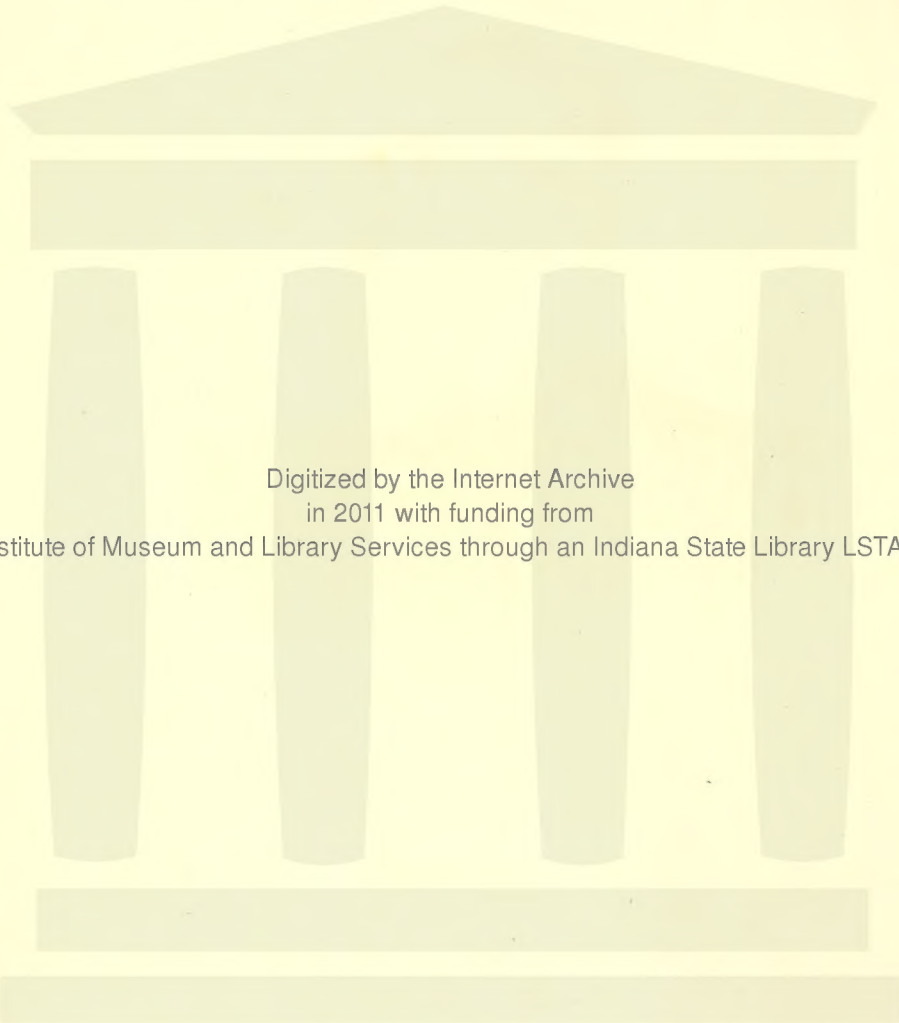 Digitized by the Internet Archive
in 2011 with funding from
stitute of Museum and Library Services through an Indiana State Library LSTA